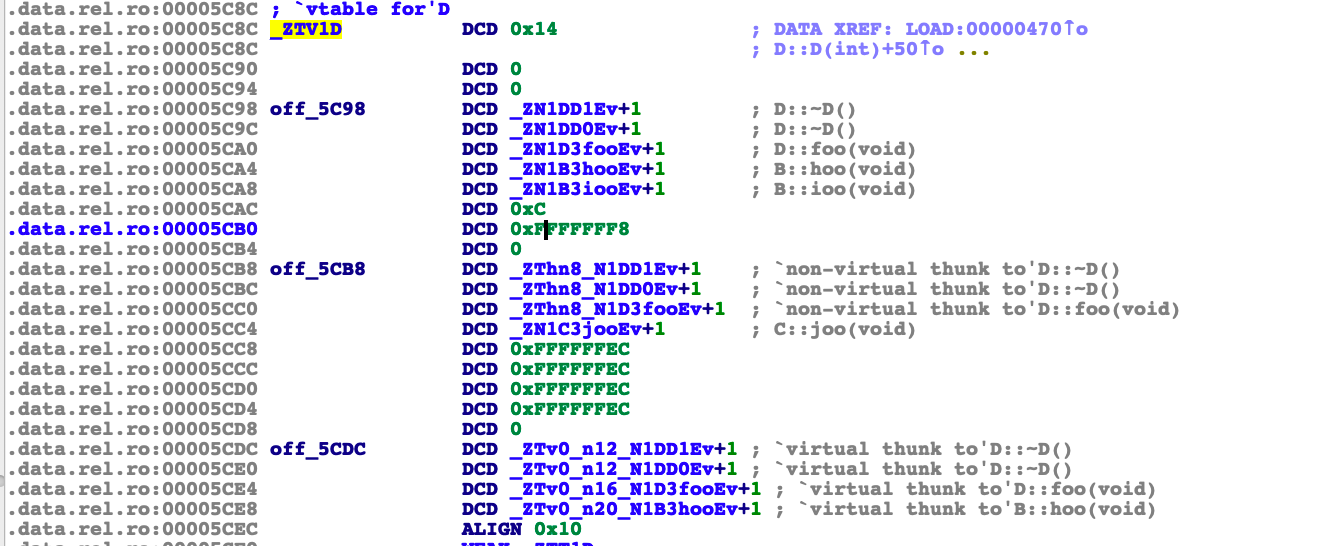 .data.rel.ro:00005C8C ; `vtable for'D
.data.rel.ro:00005C8C _ZTV1D DCD 0x14 ; DATA XREF: LOAD:00000470↑o
.data.rel.ro:00005C8C ; D::D(int)+50↑o ...
.data.rel.ro:00005C90 DCD 0
.data.rel.ro:00005C94 DCD 0
.data.rel.ro:00005C98 off_5C98 DCD _ZN1DD1Ev+1 ; D::~D()
.data.rel.ro:00005C9C DCD _ZN1DD0Ev+1 ; D::~D()
.data.rel.ro:00005CA0 DCD _ZN1D3fooEv+1 ; D::foo(void)
.data.rel.ro:00005CA4 DCD _ZN1B3hooEv+1 ; B::hoo(void)
.data.rel.ro:00005CA8 DCD _ZN1B3iooEv+1 ; B::ioo(void)
.data.rel.ro:00005CAC DCD 0xC
.data.rel.ro:00005CB0 DCD 0xFFFFFFF8
.data.rel.ro:00005CB4 DCD 0
.data.rel.ro:00005CB8 off_5CB8 DCD _ZThn8_N1DD1Ev+1 ; `non-virtual thunk to'D::~D()
.data.rel.ro:00005CBC DCD _ZThn8_N1DD0Ev+1 ; `non-virtual thunk to'D::~D()
.data.rel.ro:00005CC0 DCD _ZThn8_N1D3fooEv+1 ; `non-virtual thunk to'D::foo(void)
.data.rel.ro:00005CC4 DCD _ZN1C3jooEv+1 ; C::joo(void)
.data.rel.ro:00005CC8 DCD 0xFFFFFFEC
.data.rel.ro:00005CCC DCD 0xFFFFFFEC
.data.rel.ro:00005CD0 DCD 0xFFFFFFEC
.data.rel.ro:00005CD4 DCD 0xFFFFFFEC
.data.rel.ro:00005CD8 DCD 0
.data.rel.ro:00005CDC off_5CDC DCD _ZTv0_n12_N1DD1Ev+1 ; `virtual thunk to'D::~D()
.data.rel.ro:00005CE0 DCD _ZTv0_n12_N1DD0Ev+1 ; `virtual thunk to'D::~D()
.data.rel.ro:00005CE4 DCD _ZTv0_n16_N1D3fooEv+1 ; `virtual thunk to'D::foo(void)
.data.rel.ro:00005CE8 DCD _ZTv0_n20_N1B3hooEv+1 ; `virtual thunk to'B::hoo(void)
.data.rel.ro:00005CEC ALIGN 0x10